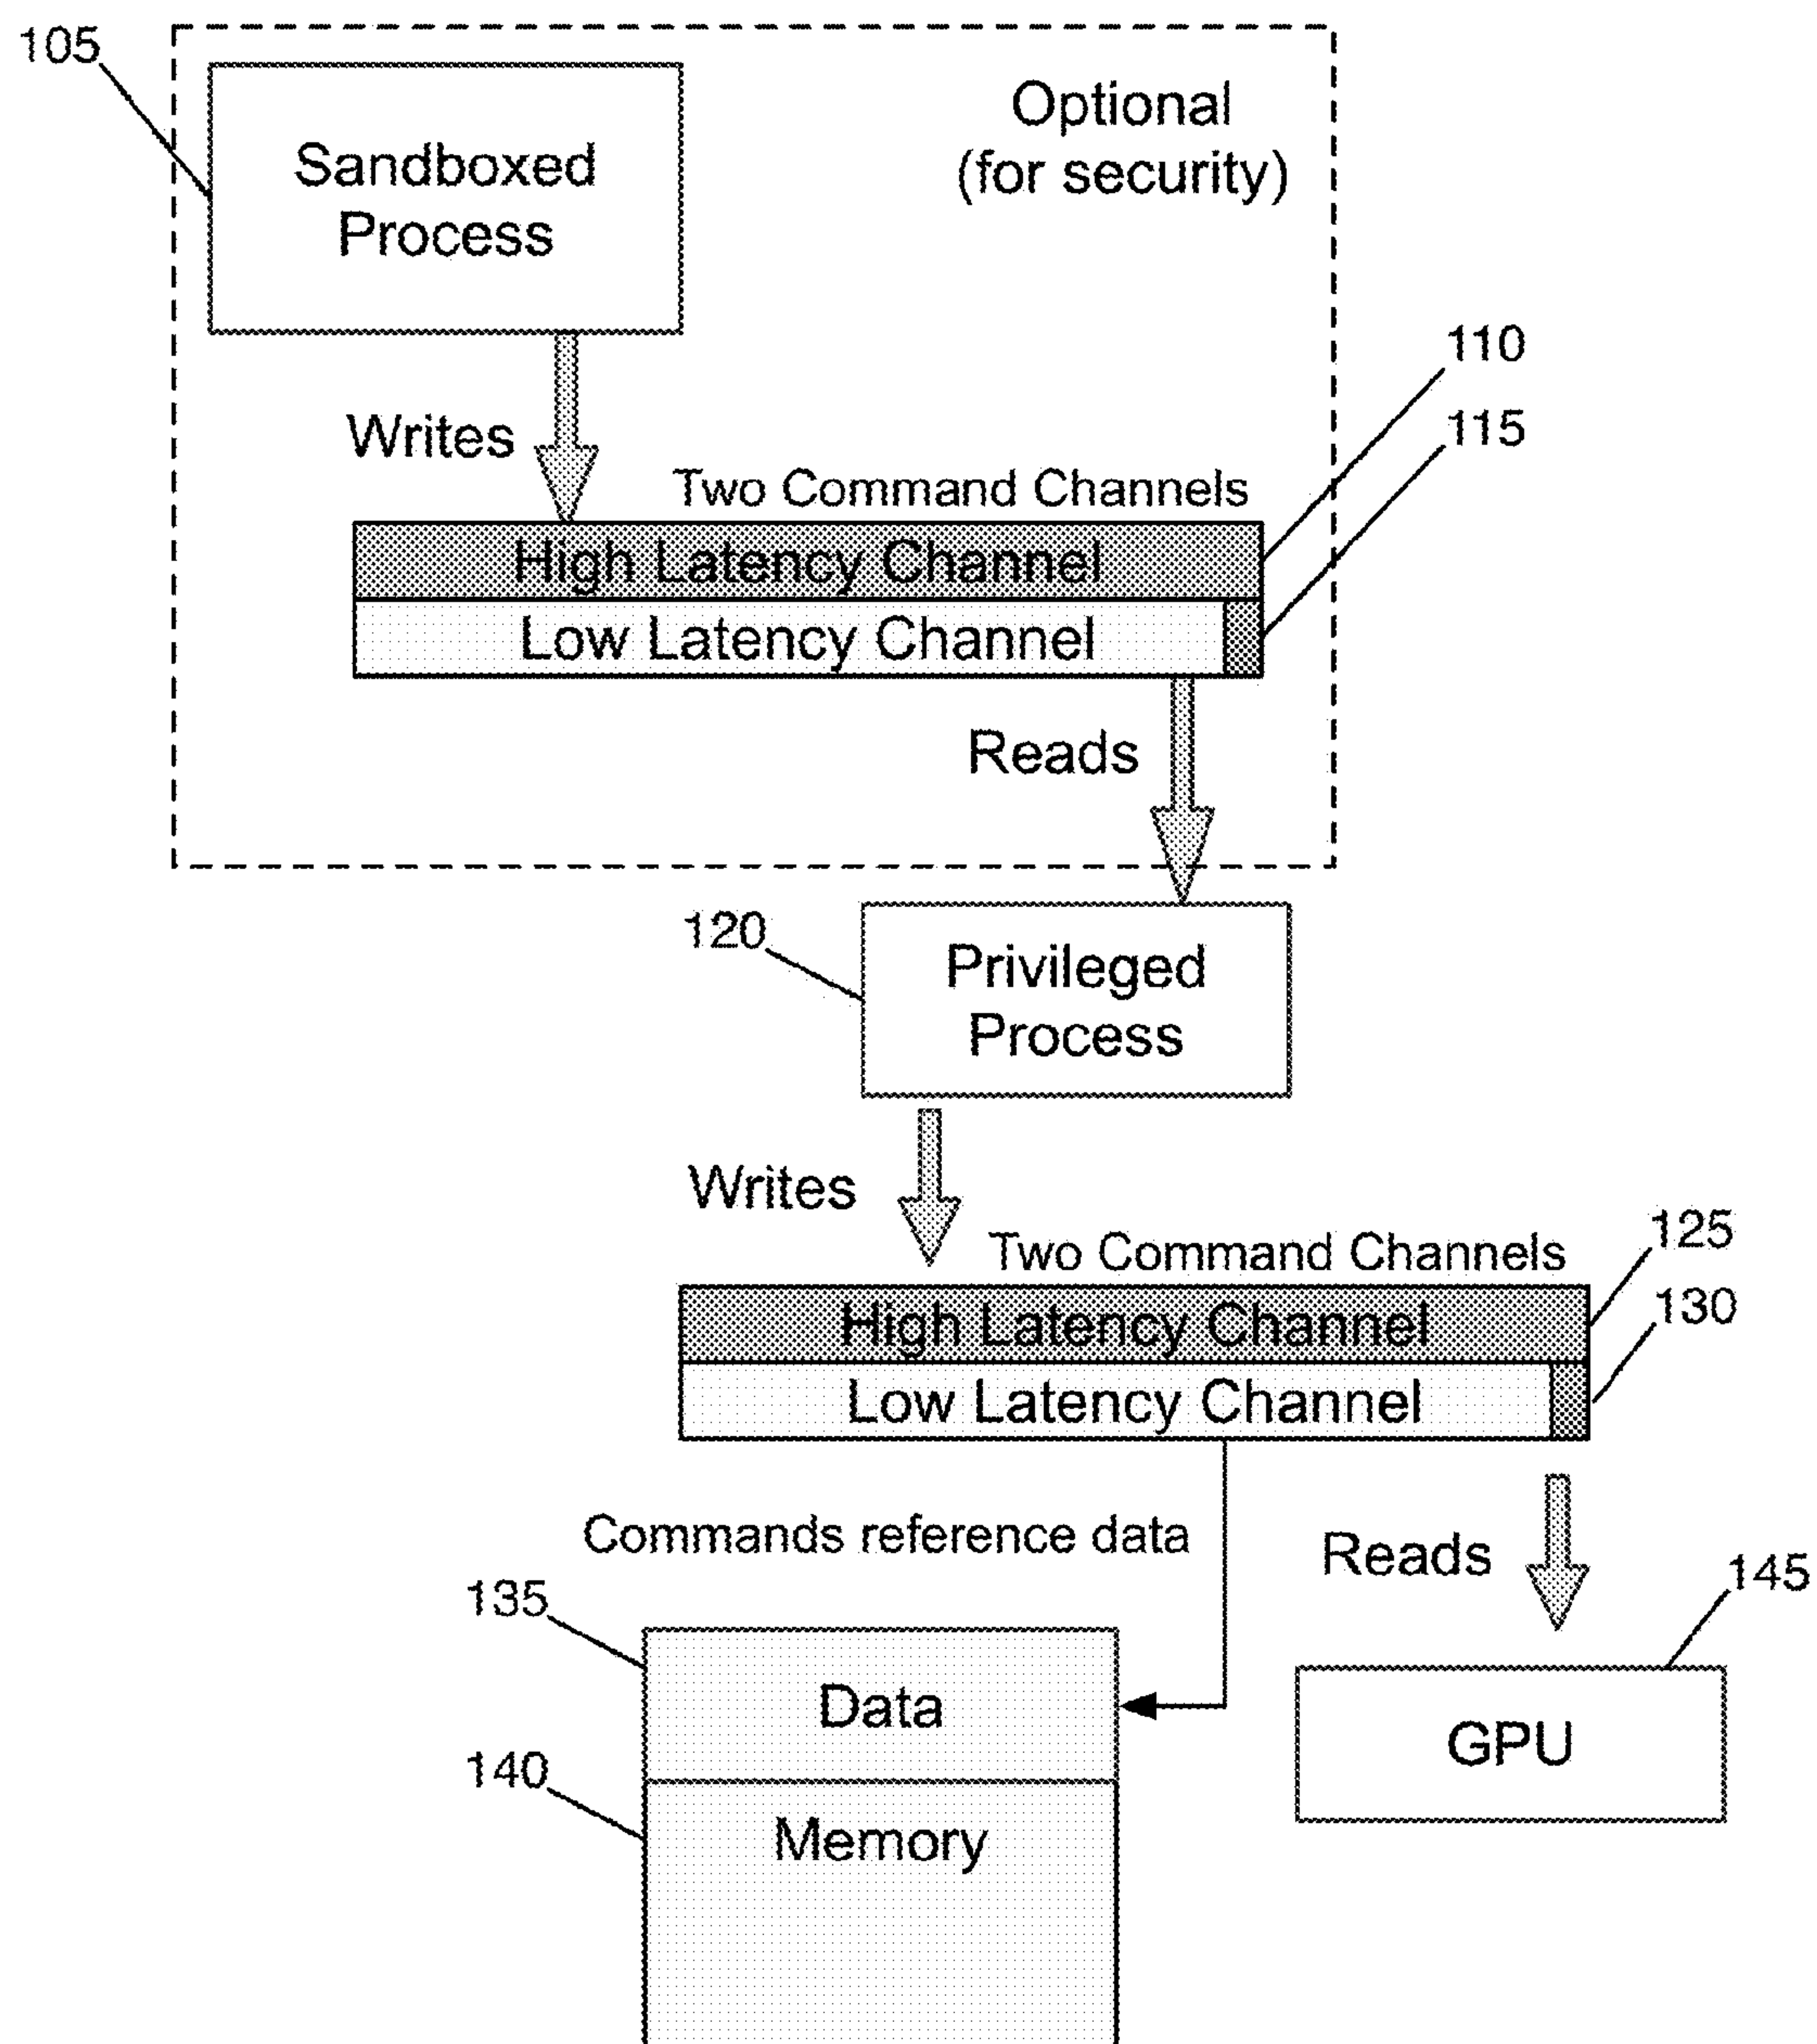 105
Optional
(for security)
Sandboxed
Process
110
115
Writes
Two Command Channels
High Latency Channel
Low Latency Channel
Reads
120
Privileged
Process
Writes
125
Two Command Channels
130
High Latency Channel
Low Latency Channel
Commands reference data
Reads
145
135
Data
GPU
140
Memory